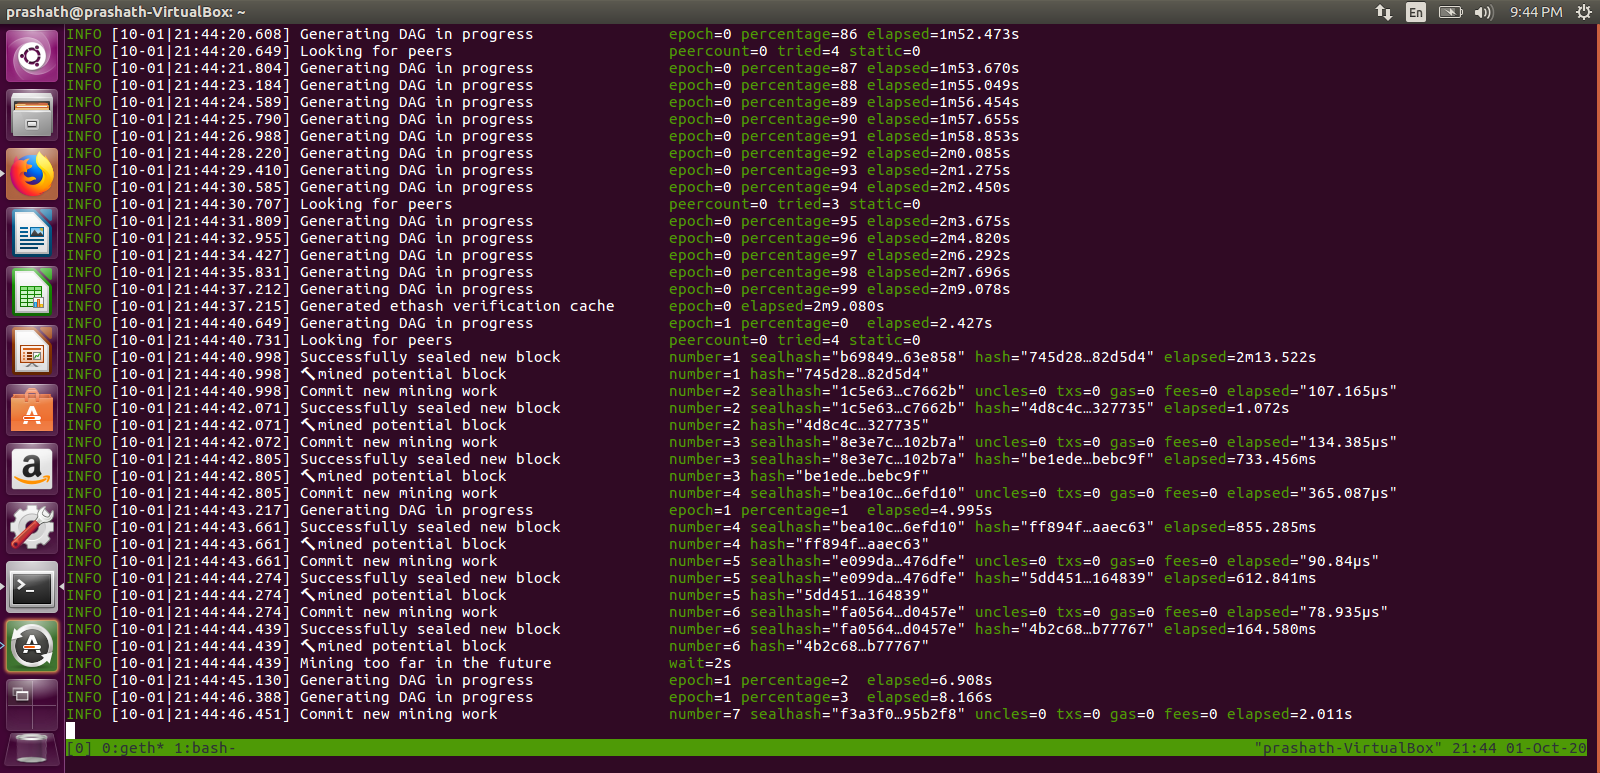 prashath@prashath-VirtualBox: ~ En 9:44 PM
INFO [10-01|21:44:20.608] Generating DAG in progress epoch=0 percentage=86 elapsed=1m52.473s
INFO [10-01|21:44:20.649] Looking for peers peercount=0 tried=4 static=0
INFO [10-01|21:44:21.804] Generating DAG in progress epoch=0 percentage=87 elapsed=1m53.670s
INFO [10-01|21:44:23.184] Generating DAG in progress epoch=0 percentage=88 elapsed=1m55.049s
INFO [10-01|21:44:24.589] Generating DAG in progress epoch=0 percentage=89 elapsed=1m56.454s
INFO [10-01|21:44:25.790] Generating DAG in progress epoch=0 percentage=90 elapsed=1m57.655s
INFO [10-01|21:44:26.988] Generating DAG in progress epoch=0 percentage=91 elapsed=1m58.853s
INFO [10-01|21:44:28.220] Generating DAG in progress epoch=0 percentage=92 elapsed=2m0.085s
INFO [10-01|21:44:29.410] Generating DAG in progress epoch=0 percentage=93 elapsed=2m1.275s
INFO [10-01|21:44:30.585] Generating DAG in progress epoch=0 percentage=94 elapsed=2m2.450s
INFO [10-01|21:44:30.707] Looking for peers peercount=0 tried=3 static=0
INFO [10-01|21:44:31.809] Generating DAG in progress epoch=0 percentage=95 elapsed=2m3.675s
INFO [10-01|21:44:32.955] Generating DAG in progress epoch=0 percentage=96 elapsed=2m4.820s
INFO [10-01|21:44:34.427] Generating DAG in progress epoch=0 percentage=97 elapsed=2m6.292s
INFO [10-01|21:44:35.831] Generating DAG in progress epoch=0 percentage=98 elapsed=2m7.696s
INFO [10-01|21:44:37.212] Generating DAG in progress epoch=0 percentage=99 elapsed=2m9.078s
INFO [10-01|21:44:37.215] Generated ethash verification cache epoch=0 elapsed=2m9.080s
INFO [10-01|21:44:40.649] Generating DAG in progress epoch=1 percentage=0 elapsed=2.427s
INFO [10-01|21:44:40.731] Looking for peers peercount=0 tried=4 static=0
INFO [10-01|21:44:40.998] Successfully sealed new block number=1 sealhash="b69849…63e858" hash="745d28…82d5d4" elapsed=2m13.522s
INFO [10-01|21:44:40.998] 🔨mined potential block number=1 hash="745d28…82d5d4"
INFO [10-01|21:44:40.998] Commit new mining work number=2 sealhash="1c5e63…c7662b" uncles=0 txs=0 gas=0 fees=0 elapsed="107.165µs"
INFO [10-01|21:44:42.071] Successfully sealed new block number=2 sealhash="1c5e63…c7662b" hash="4d8c4c…327735" elapsed=1.072s
INFO [10-01|21:44:42.071] 🔨mined potential block number=2 hash="4d8c4c…327735"
INFO [10-01|21:44:42.072] Commit new mining work number=3 sealhash="8e3e7c…102b7a" uncles=0 txs=0 gas=0 fees=0 elapsed="134.385µs"
INFO [10-01|21:44:42.805] Successfully sealed new block number=3 sealhash="8e3e7c…102b7a" hash="be1ede…bebc9f" elapsed=733.456ms
INFO [10-01|21:44:42.805] 🔨mined potential block number=3 hash="be1ede…bebc9f"
INFO [10-01|21:44:42.805] Commit new mining work number=4 sealhash="bea10c…6efd10" uncles=0 txs=0 gas=0 fees=0 elapsed="365.087µs"
INFO [10-01|21:44:43.217] Generating DAG in progress epoch=1 percentage=1 elapsed=4.995s
INFO [10-01|21:44:43.661] Successfully sealed new block number=4 sealhash="bea10c…6efd10" hash="ff894f…aaec63" elapsed=855.285ms
INFO [10-01|21:44:43.661] 🔨mined potential block number=4 hash="ff894f…aaec63"
INFO [10-01|21:44:43.661] Commit new mining work number=5 sealhash="e099da…476dfe" uncles=0 txs=0 gas=0 fees=0 elapsed="90.84µs"
INFO [10-01|21:44:44.274] Successfully sealed new block number=5 sealhash="e099da…476dfe" hash="5dd451…164839" elapsed=612.841ms
INFO [10-01|21:44:44.274] 🔨mined potential block number=5 hash="5dd451…164839"
INFO [10-01|21:44:44.274] Commit new mining work number=6 sealhash="fa0564…d0457e" uncles=0 txs=0 gas=0 fees=0 elapsed="78.935µs"
INFO [10-01|21:44:44.439] Successfully sealed new block number=6 sealhash="fa0564…d0457e" hash="4b2c68…b77767" elapsed=164.580ms
INFO [10-01|21:44:44.439] 🔨mined potential block number=6 hash="4b2c68…b77767"
INFO [10-01|21:44:44.439] Mining too far in the future wait=2s
INFO [10-01|21:44:45.130] Generating DAG in progress epoch=1 percentage=2 elapsed=6.908s
INFO [10-01|21:44:46.388] Generating DAG in progress epoch=1 percentage=3 elapsed=8.166s
INFO [10-01|21:44:46.451] Commit new mining work number=7 sealhash="f3a3f0…95b2f8" uncles=0 txs=0 gas=0 fees=0 elapsed=2.011s
[0] 0:geth* 1:bash- "prashath-VirtualBox" 21:44 01-Oct-20